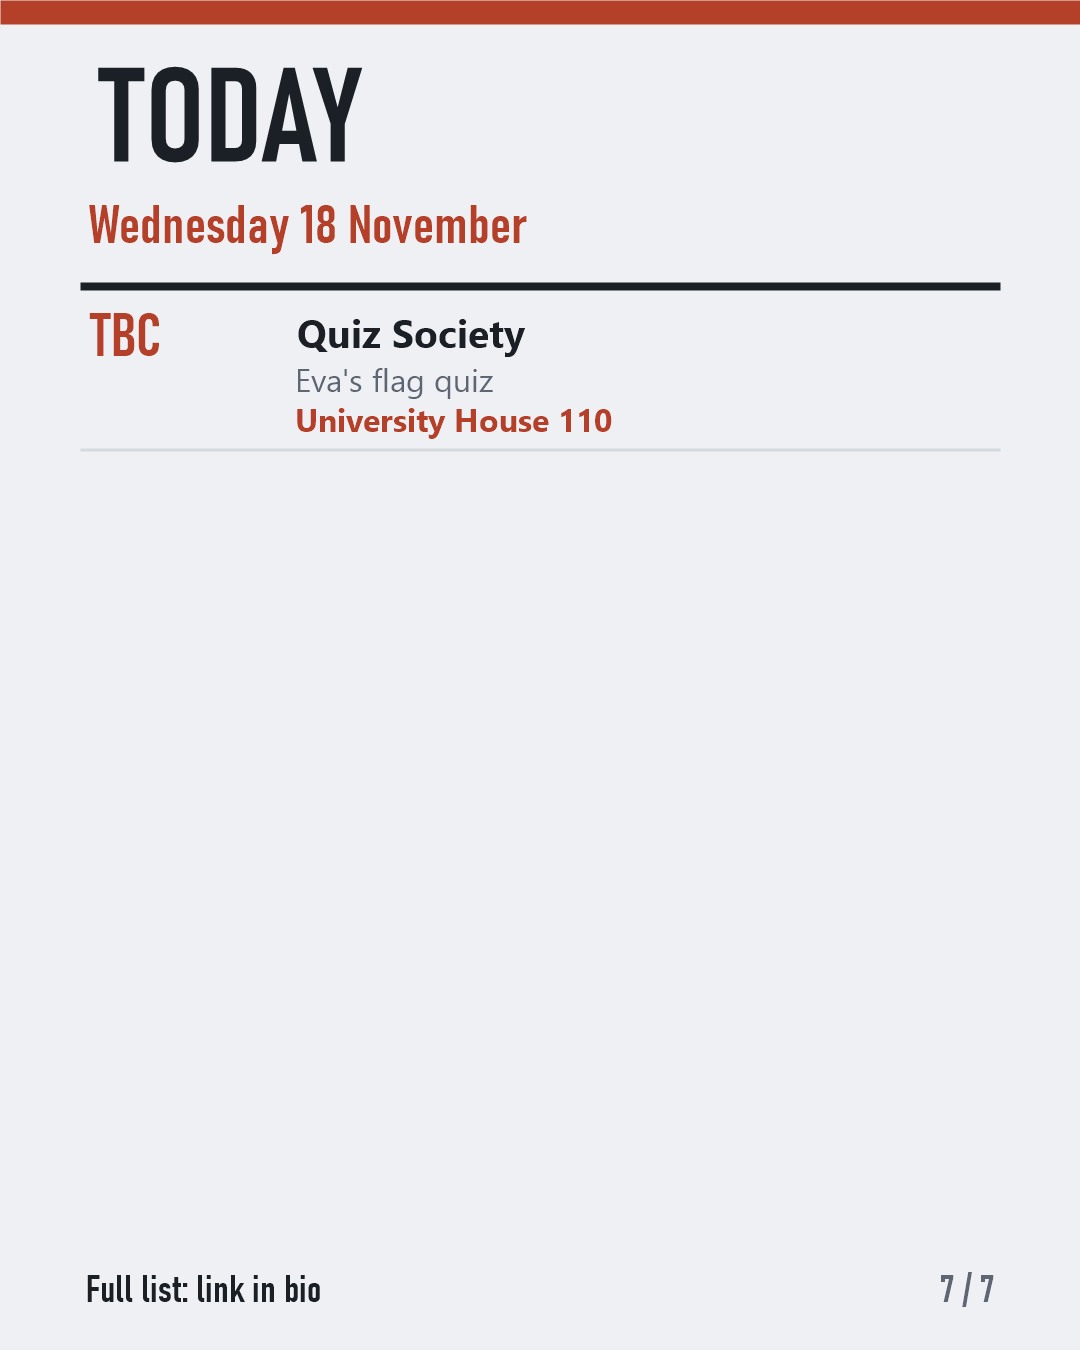 TODAY
Wednesday 18 November
TBC
Quiz Society
Eva's flag quiz
University House 110
Full list: link in bio
7 / 7